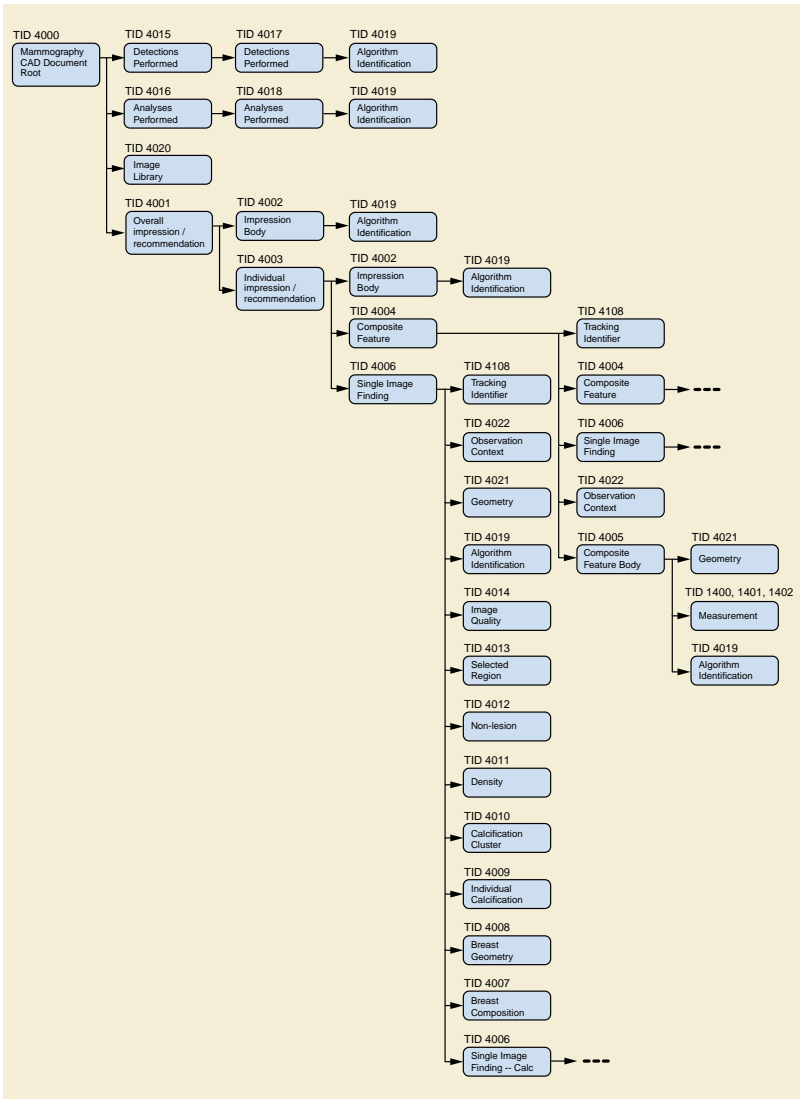 TID 4000
Mammography
CAD Document
Root
TID 4015
Detections
Performed
TID 4017
Detections
Performed
TID 4019
Algorithm
Identification
TID 4016
Analyses
Performed
TID 4018
Analyses
Performed
TID 4019
Algorithm
Identification
TID 4020
Image
Library
TID 4001
Overall
impression /
recommendation
TID 4002
Impression
Body
TID 4019
Algorithm
Identification
TID 4003
Individual
impression /
recommendation
TID 4002
Impression
Body
TID 4019
Algorithm
Identification
TID 4004
Composite
Feature
TID 4108
Tracking
Identifier
TID 4006
Single Image
Finding
TID 4108
Tracking
Identifier
TID 4004
Composite
Feature
TID 4022
Observation
Context
TID 4006
Single Image
Finding
TID 4021
Geometry
TID 4022
Observation
Context
TID 4019
Algorithm
Identification
TID 4005
Composite
Feature Body
TID 4021
Geometry
TID 4014
Image
Quality
TID 1400, 1401, 1402
Measurement
TID 4013
Selected
Region
TID 4019
Algorithm
Identification
TID 4012
Non-lesion
TID 4011
Density
TID 4010
Calcification
Cluster
TID 4009
Individual
Calcification
TID 4008
Breast
Geometry
TID 4007
Breast
Composition
TID 4006
Single Image
Finding -- Calc